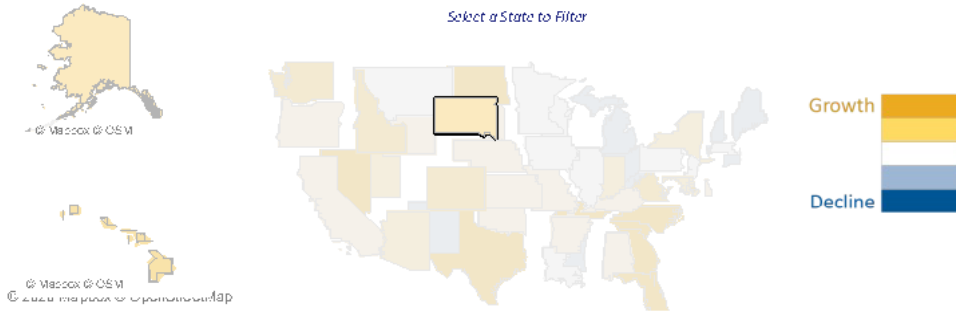 Select a State to Filter
© Mapbox © OSM
Growth
Decline
© Mapbox © OSM
© 2020 Mapbox © OpenStreetMap